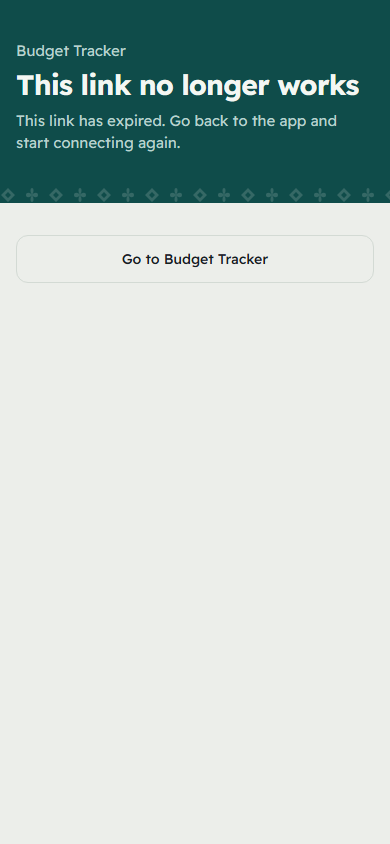 Budget Tracker
This link no longer works
This link has expired. Go back to the app and
start connecting again.
Go to Budget Tracker